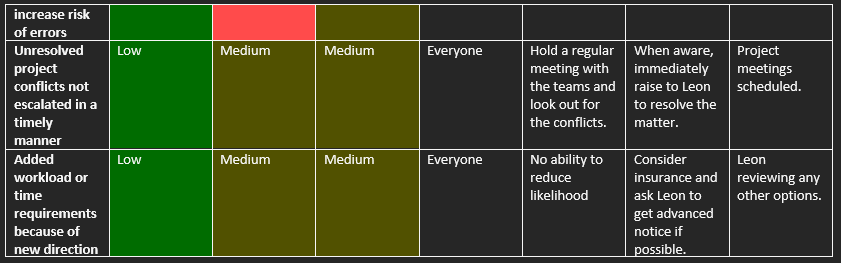 increase risk
of errors
Unresolved
project
conflicts not
escalated in a
timely
manner
Low
Medium
Medium
Everyone
Hold a regular
meeting with
the teams and
look out for
the conflicts.
When aware,
immediately
raise to Leon
to resolve the
matter.
Project
meetings
scheduled.
Added
workload or
time
requirements
because of
new direction
Low
Medium
Medium
Everyone
No ability to
reduce
likelihood
Consider
insurance and
ask Leon to
get advanced
notice if
possible.
Leon
reviewing any
other options.